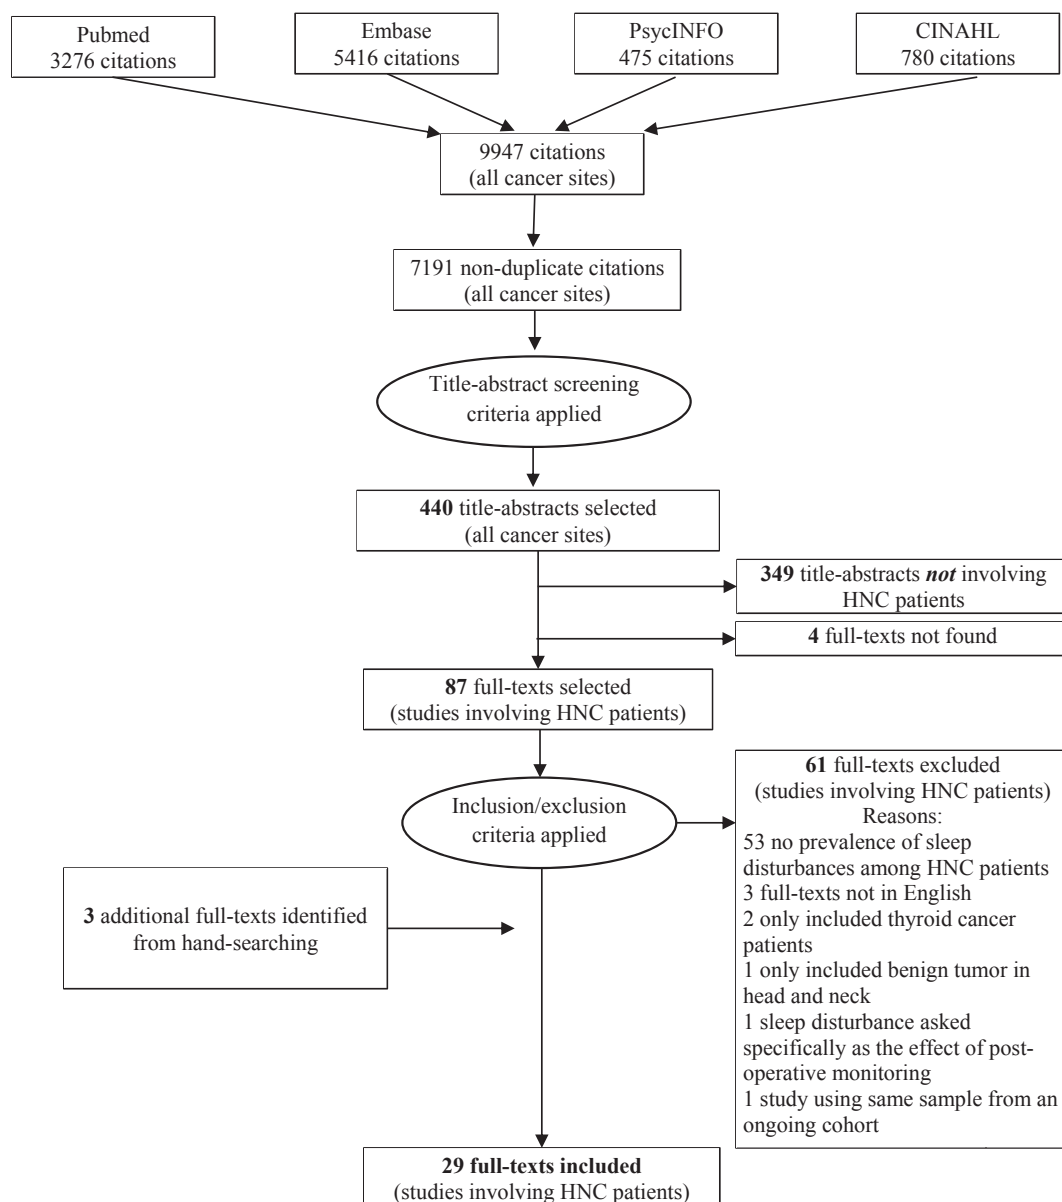 Pubmed
3276 citations
Embase
5416 citations
PsycINFO
475 citations
CINAHL
780 citations
9947 citations
(all cancer sites)
7191 non-duplicate citations
(all cancer sites)
Title-abstract screening
criteria applied
440 title-abstracts selected
(all cancer sites)
349 title-abstracts not involving
HNC patients
4 full-texts not found
87 full-texts selected
(studies involving HNC patients)
Inclusion/exclusion
criteria applied
61 full-texts excluded
(studies involving HNC patients)
Reasons:
53 no prevalence of sleep
disturbances among HNC patients
3 full-texts not in English
2 only included thyroid cancer
patients
1 only included benign tumor in
head and neck
1 sleep disturbance asked
specifically as the effect of post-
operative monitoring
1 study using same sample from an
ongoing cohort
3 additional full-texts identified
from hand-searching
29 full-texts included
(studies involving HNC patients)